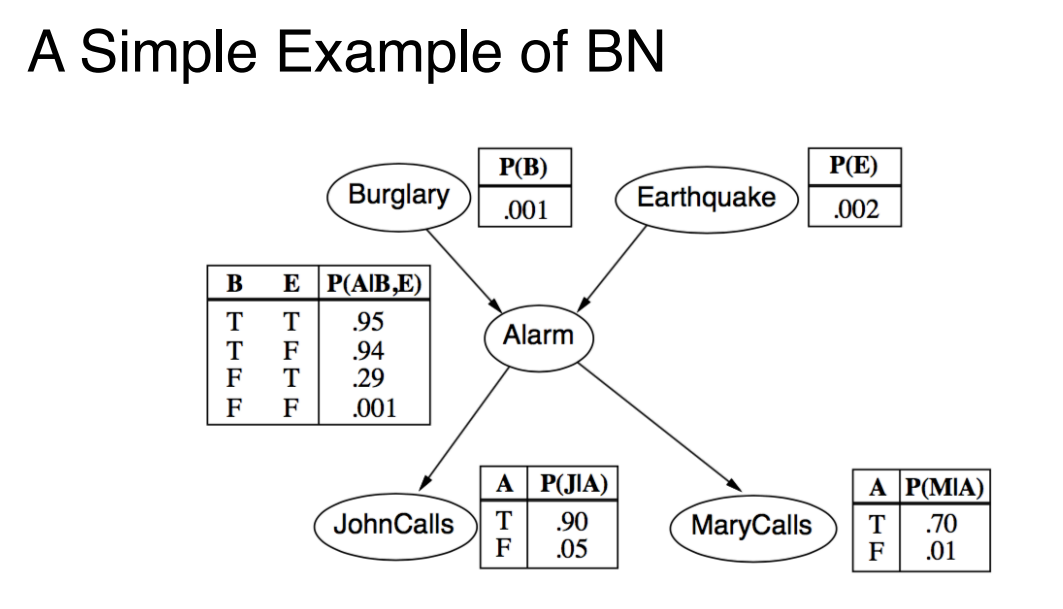 A Simple Example of BN
Burglary
P(B)
.001
Earthquake
P(E)
.002
B E P(A|B,E)
T T .95
T F .94
F T .29
F F .001
Alarm
JohnCalls
A P(J|A)
T .90
F .05
MaryCalls
A P(M|A)
T .70
F .01